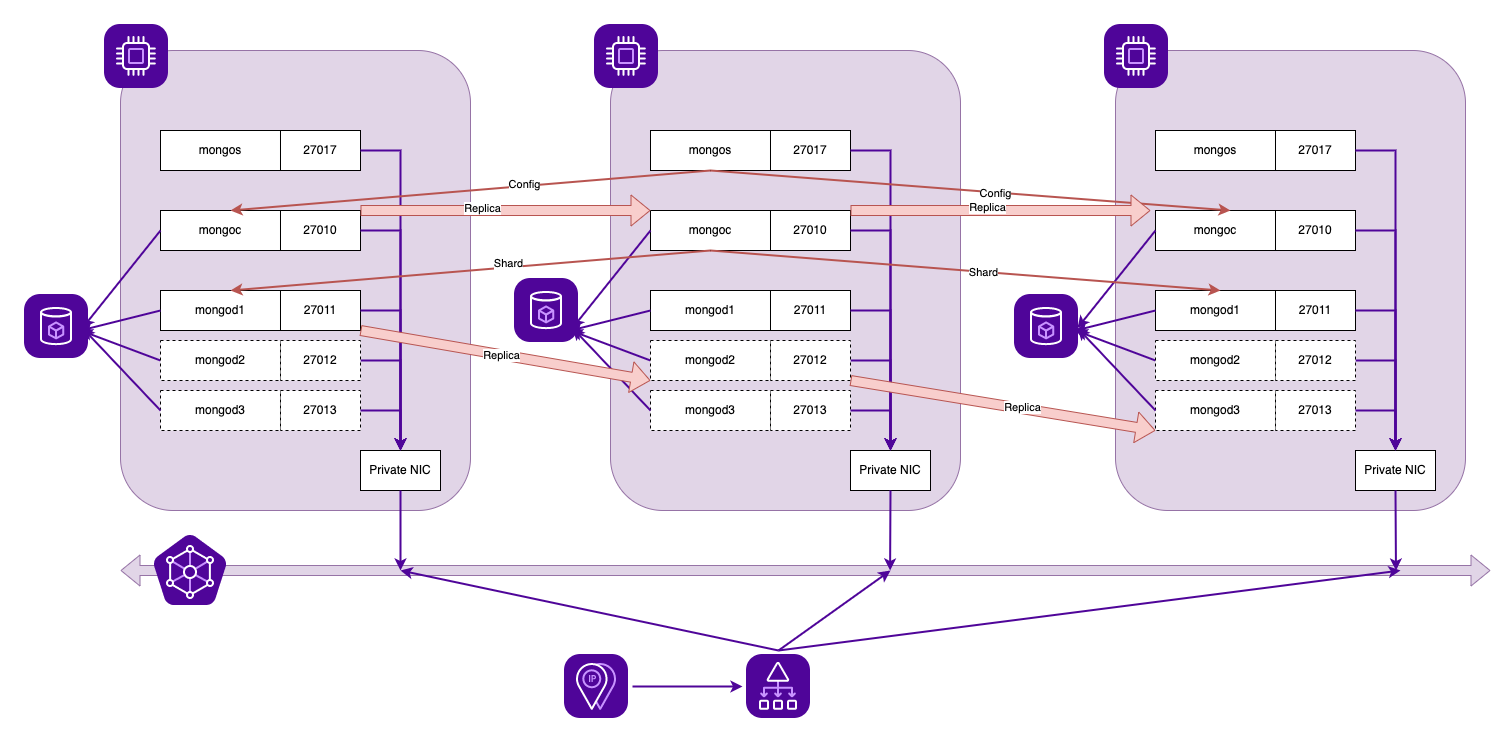 mongos 27017 mongos 27017 mongos 27017
Config Config
Replica Replica
mongoc 27010 mongoc 27010 mongoc 27010
Shard Shard
mongod1 27011 mongod1 27011 mongod1 27011
Replica
mongod2 27012 mongod2 27012 mongod2 27012
Replica
mongod3 27013 mongod3 27013 mongod3 27013
Private NIC Private NIC Private NIC
IP